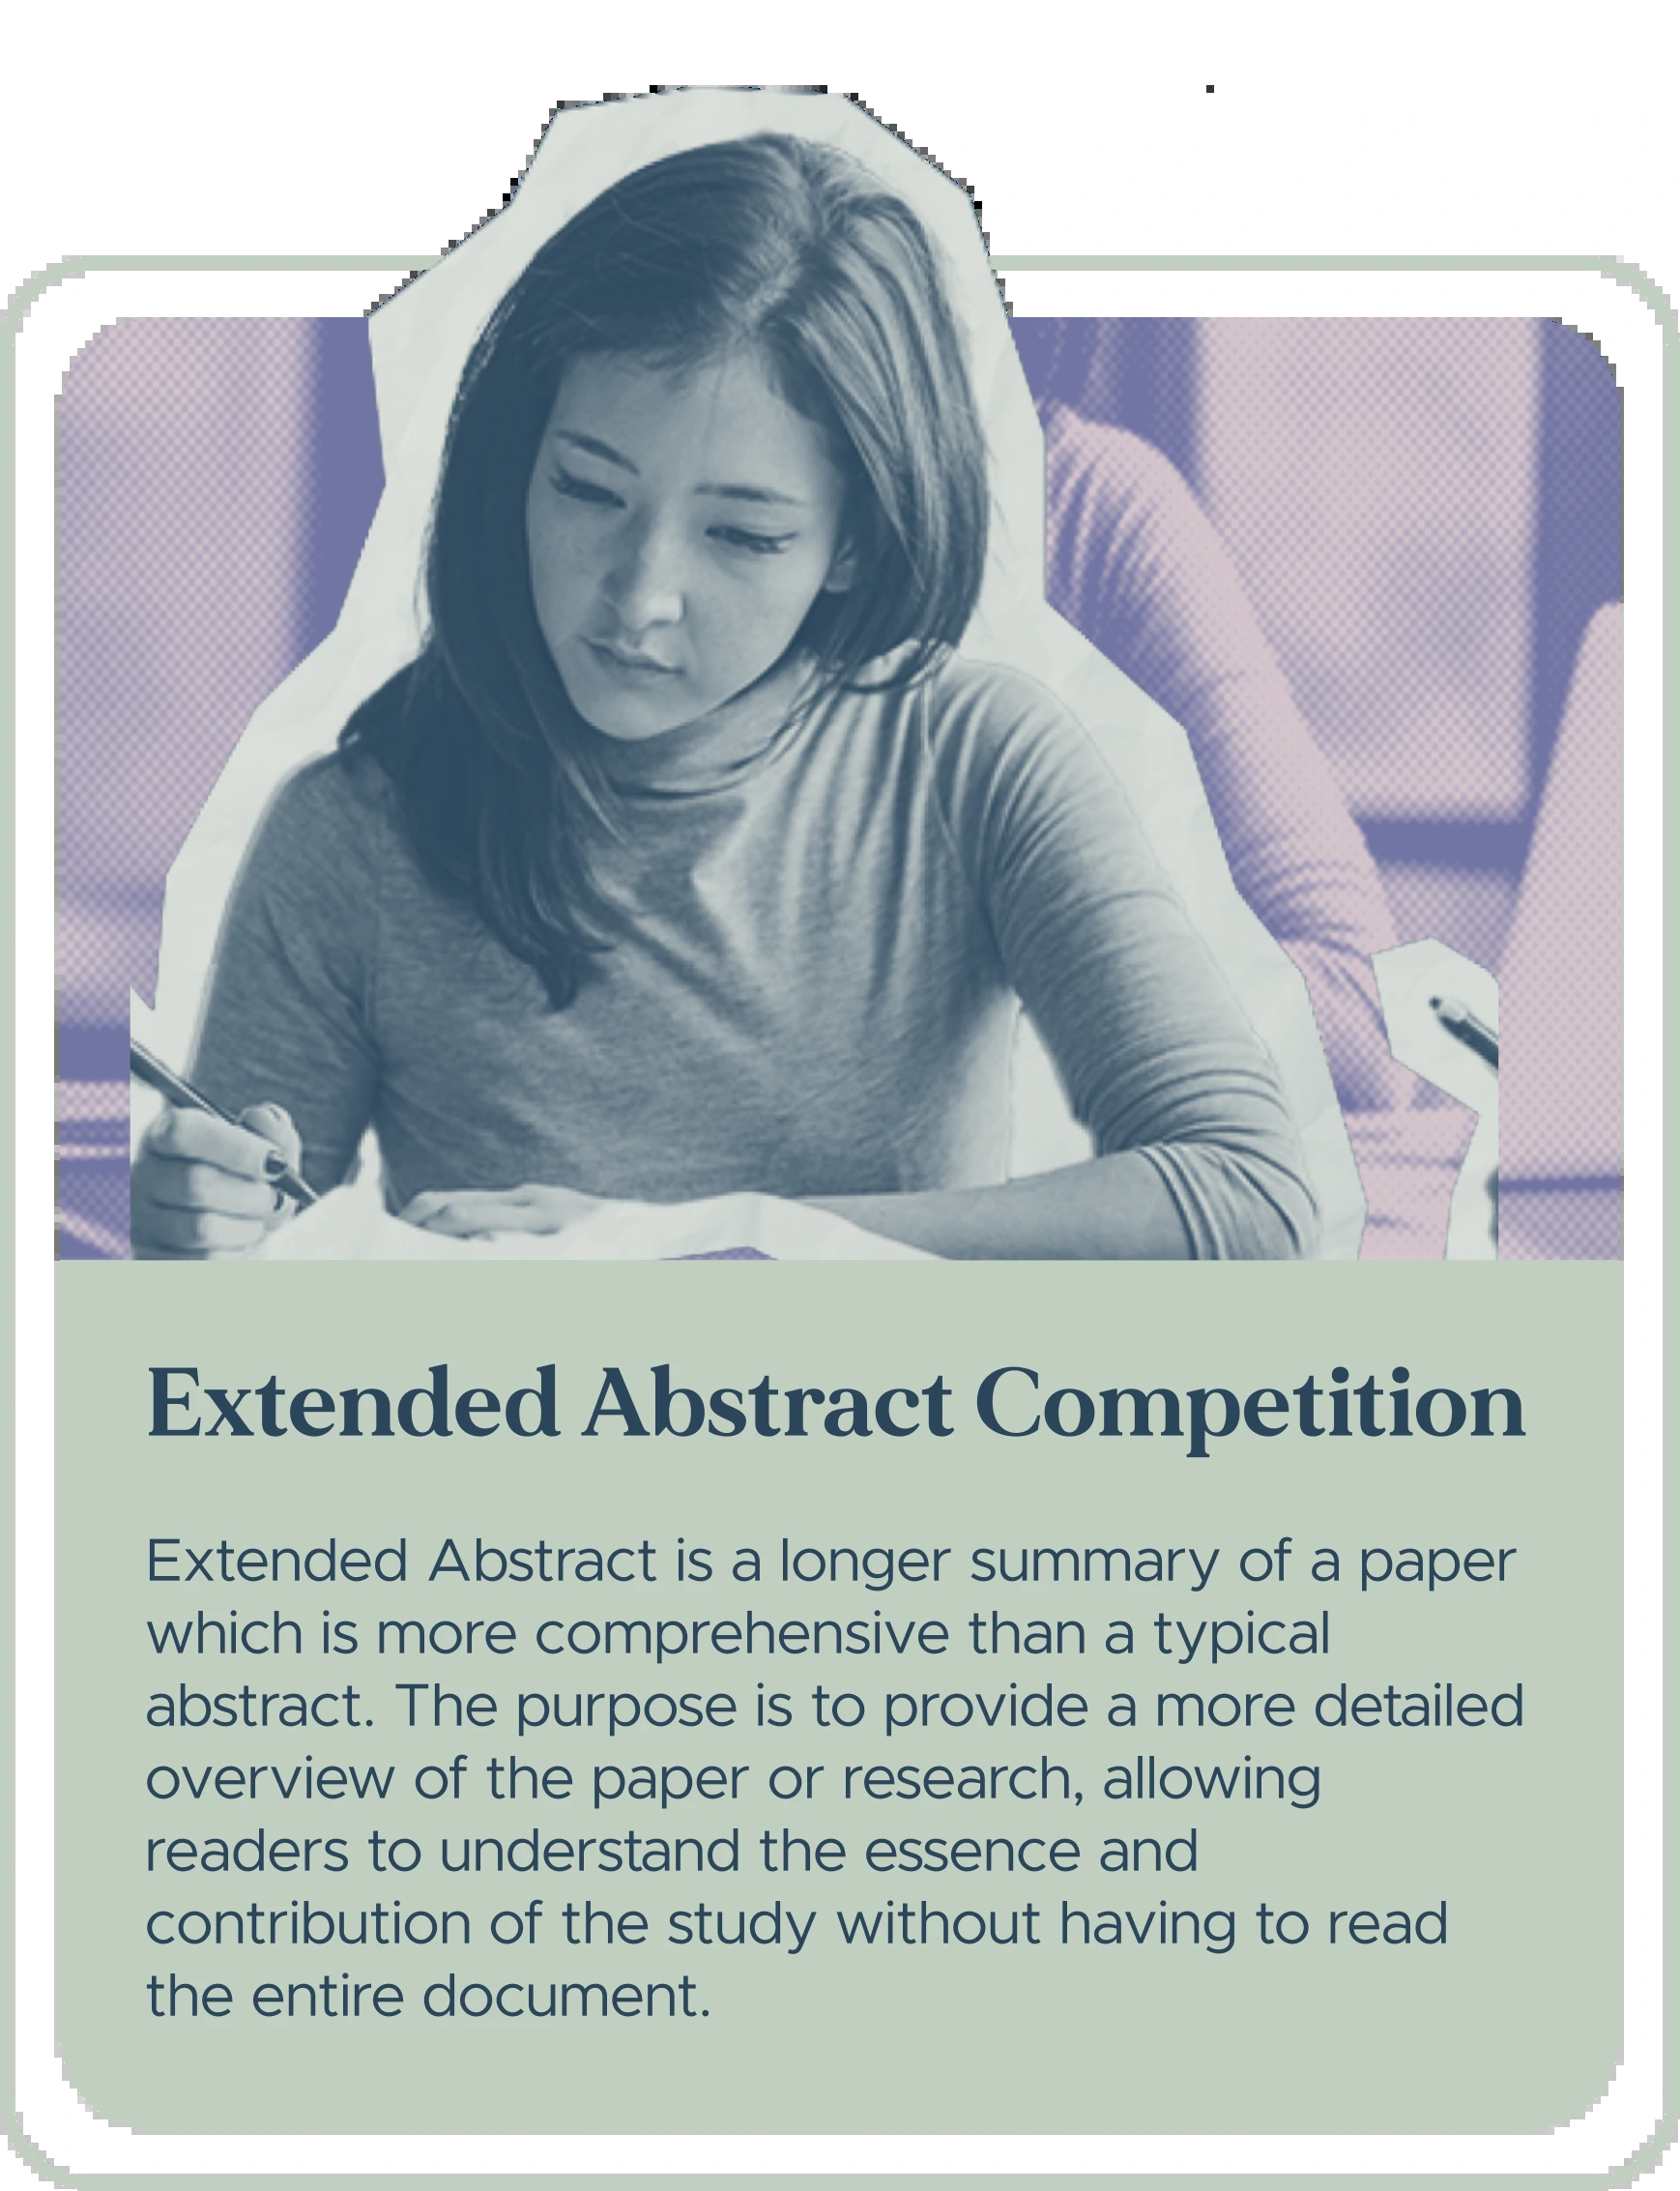 Extended Abstract Competition
Extended Abstract is a longer summary of a paper
which is more comprehensive than a typical
abstract. The purpose is to provide a more detailed
overview of the paper or research, allowing
readers to understand the essence and
contribution of the study without having to read
the entire document.